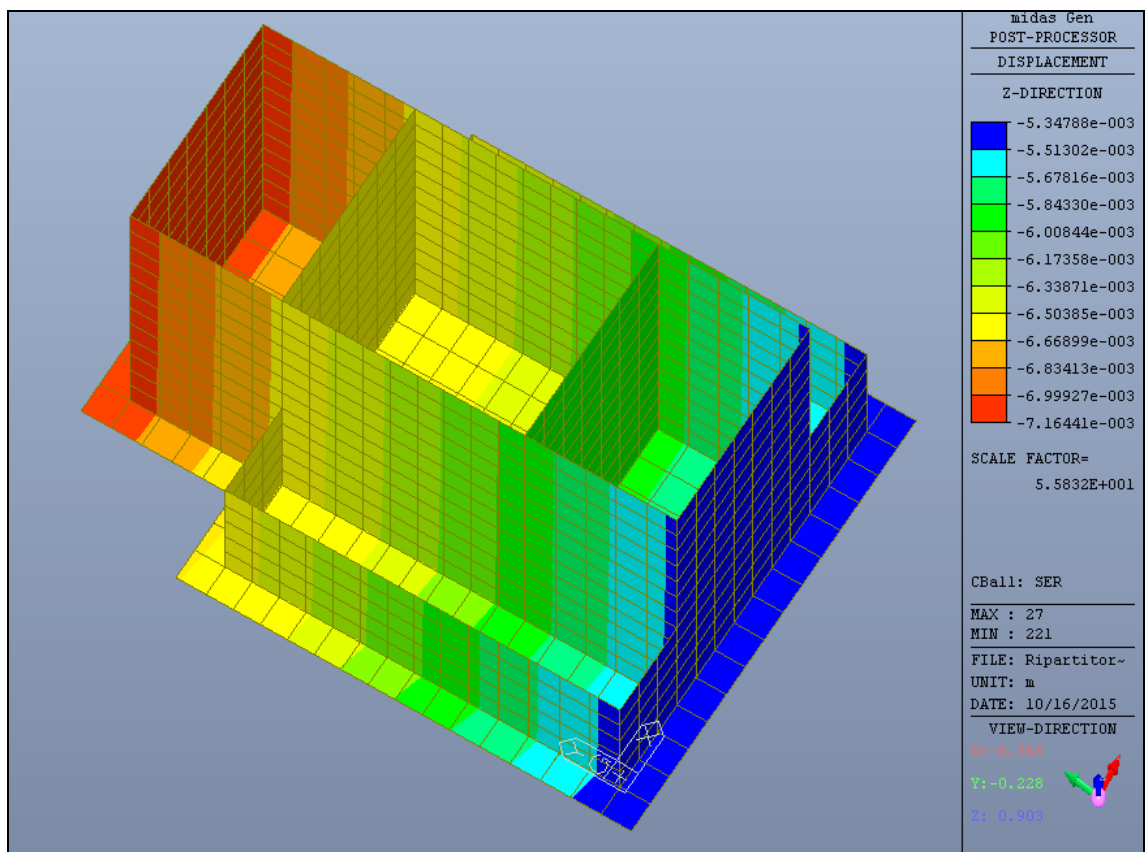 midas Gen
POST-PROCESSOR
DISPLACEMENT
Z-DIRECTION
-5.34788e-003
-5.51302e-003
-5.67816e-003
-5.84330e-003
-6.00844e-003
-6.17358e-003
-6.33871e-003
-6.50385e-003
-6.66899e-003
-6.83413e-003
-6.99927e-003
-7.16441e-003
SCALE FACTOR=
5.5832E+001
CBall: SER
MAX : 27
MIN : 221
FILE: Ripartitor~
UNIT: m
DATE: 10/16/2015
VIEW-DIRECTION
Y:-0.228
Z: 0.903